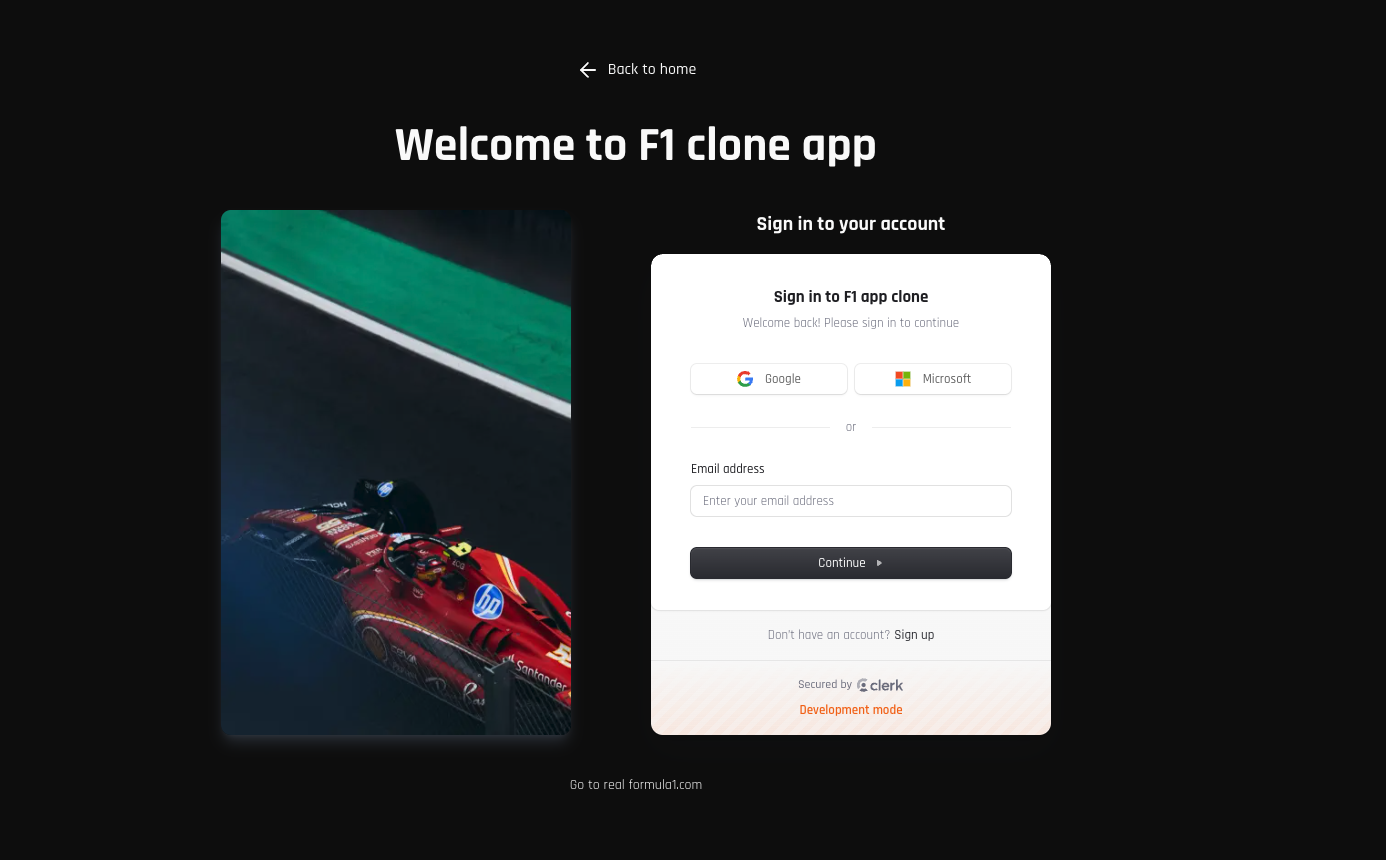 Back to home
Welcome to F1 clone app
Sign in to your account
Sign in to F1 app clone
Welcome back! Please sign in to continue
Google
Microsoft
or
Email address
Enter your email address
Continue
Don't have an account? Sign up
Secured by clerk
Development mode
hp
Santander
Go to real formula1.com